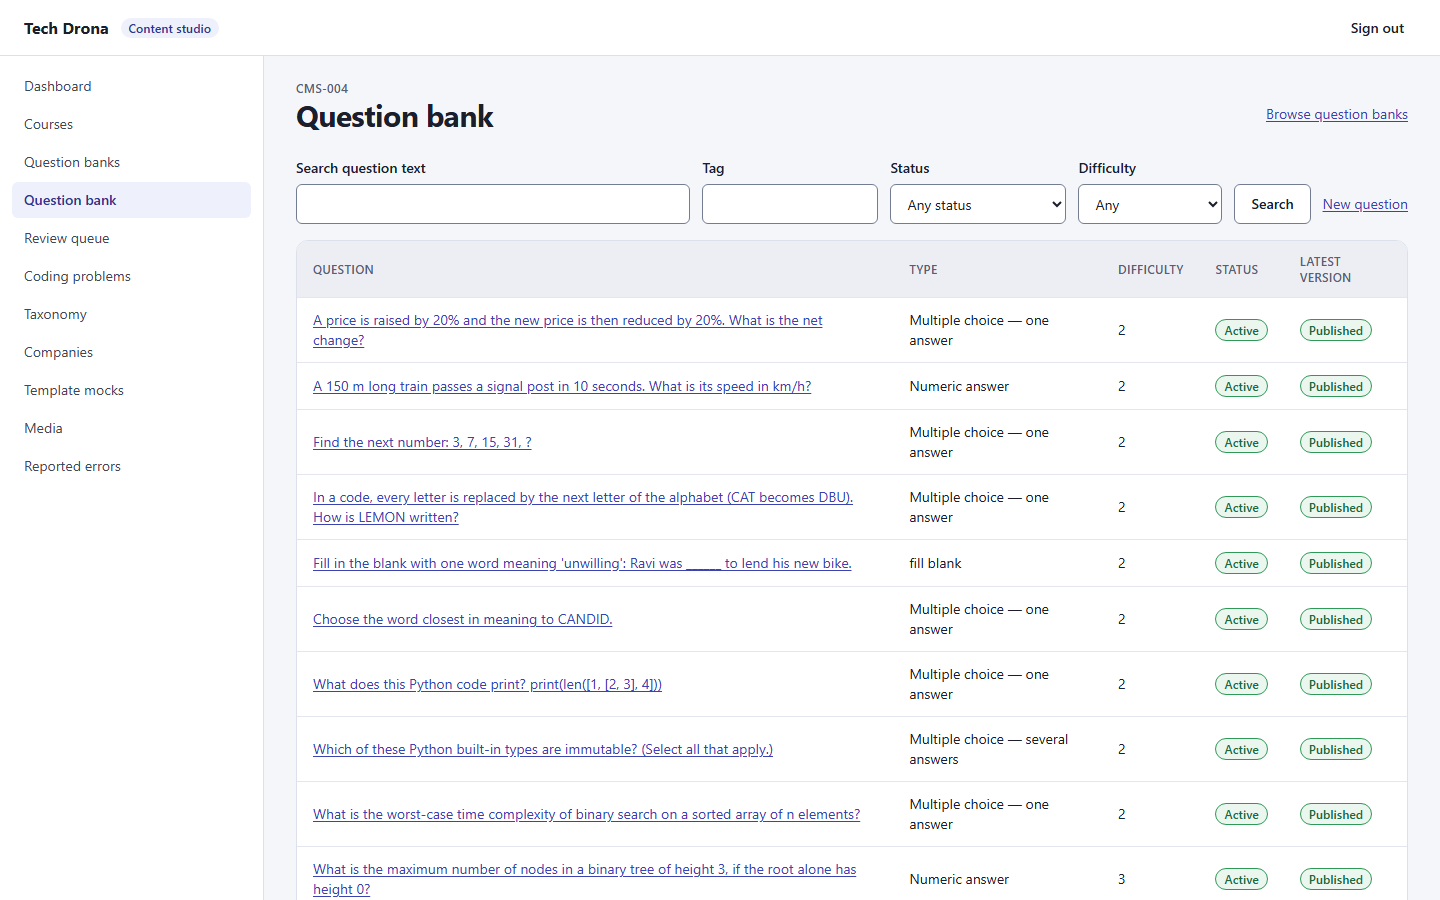 Tech Drona
Content studio
Sign out
Dashboard
Courses
Question banks
Question bank
Review queue
Coding problems
Taxonomy
Companies
Template mocks
Media
Reported errors
CMS-004
Question bank
Browse question banks
Search question text
Tag
Status
Difficulty
Any status
Any
Search
New question
QUESTION
TYPE
DIFFICULTY
STATUS
LATEST
VERSION
A price is raised by 20% and the new price is then reduced by 20%. What is the net
change?
Multiple choice — one
answer
2
Active
Published
A 150 m long train passes a signal post in 10 seconds. What is its speed in km/h?
Numeric answer
2
Active
Published
Find the next number: 3, 7, 15, 31, ?
Multiple choice — one
answer
2
Active
Published
In a code, every letter is replaced by the next letter of the alphabet (CAT becomes DBU).
How is LEMON written?
Multiple choice — one
answer
2
Active
Published
Fill in the blank with one word meaning 'unwilling': Ravi was _____ to lend his new bike.
fill blank
2
Active
Published
Choose the word closest in meaning to CANDID.
Multiple choice — one
answer
2
Active
Published
What does this Python code print? print(len([1, [2, 3], 4]))
Multiple choice — one
answer
2
Active
Published
Which of these Python built-in types are immutable? (Select all that apply.)
Multiple choice — several
answers
2
Active
Published
What is the worst-case time complexity of binary search on a sorted array of n elements?
Multiple choice — one
answer
2
Active
Published
What is the maximum number of nodes in a binary tree of height 3, if the root alone has
height 0?
Numeric answer
3
Active
Published